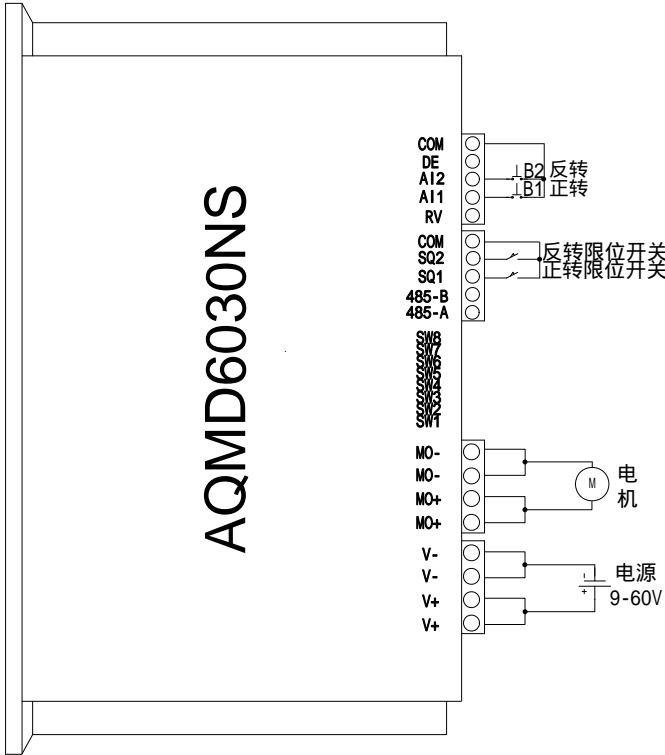 AQMD6030NS
COM
DE
AI2
AI1
RV
B2 反转
B1 正转
COM
SQ2
SQ1
485-B
485-A
反转限位开关
正转限位开关
SW8
SW7
SW6
SW5
SW4
SW3
SW2
SW1
MO-
MO-
MO+
MO+
M
电
机
V-
V-
V+
V+
-
+
电源
9-60V